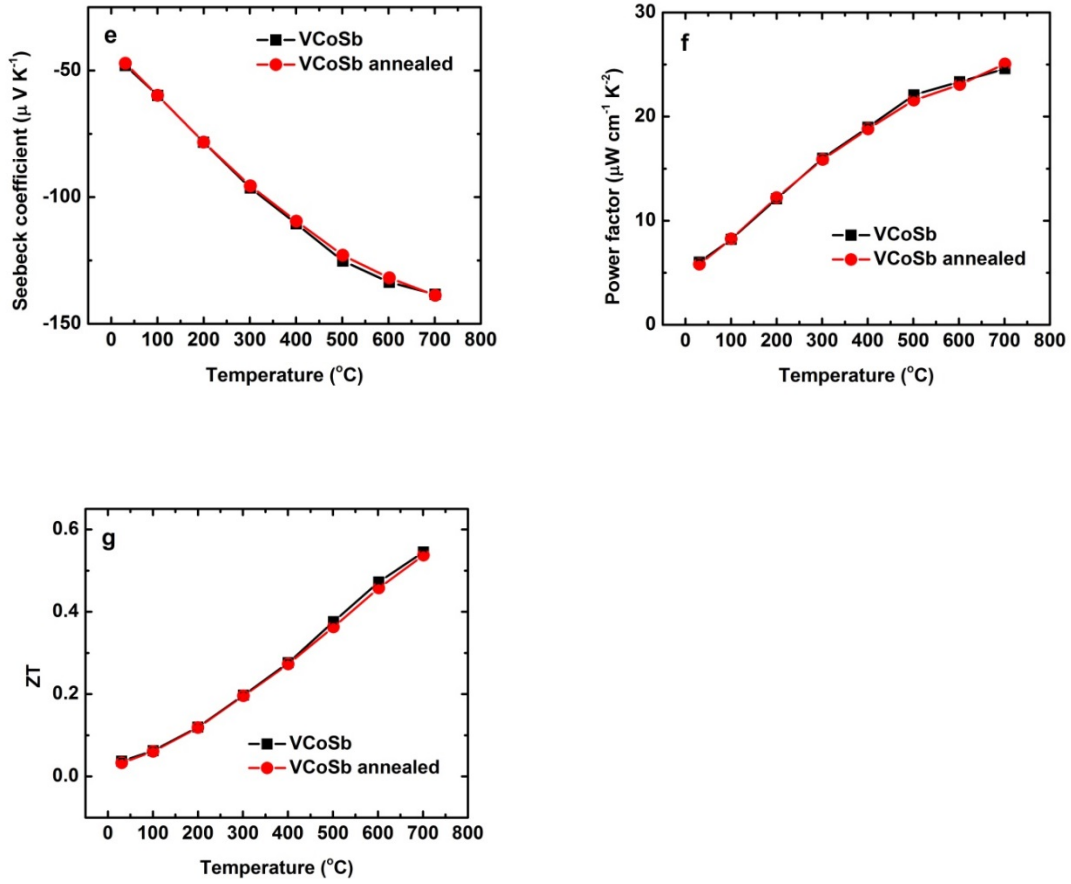 e
VCoSb
VCoSb annealed
-50
-100
-150
Seebeck coefficient (μ V K⁻¹)
0 100 200 300 400 500 600 700 800
Temperature (°C)
f
30
20
10
0
Power factor (μW cm⁻¹ K⁻²)
VCoSb
VCoSb annealed
0 100 200 300 400 500 600 700 800
Temperature (°C)
g
0.6
0.4
0.2
0.0
ZT
VCoSb
VCoSb annealed
0 100 200 300 400 500 600 700 800
Temperature (°C)